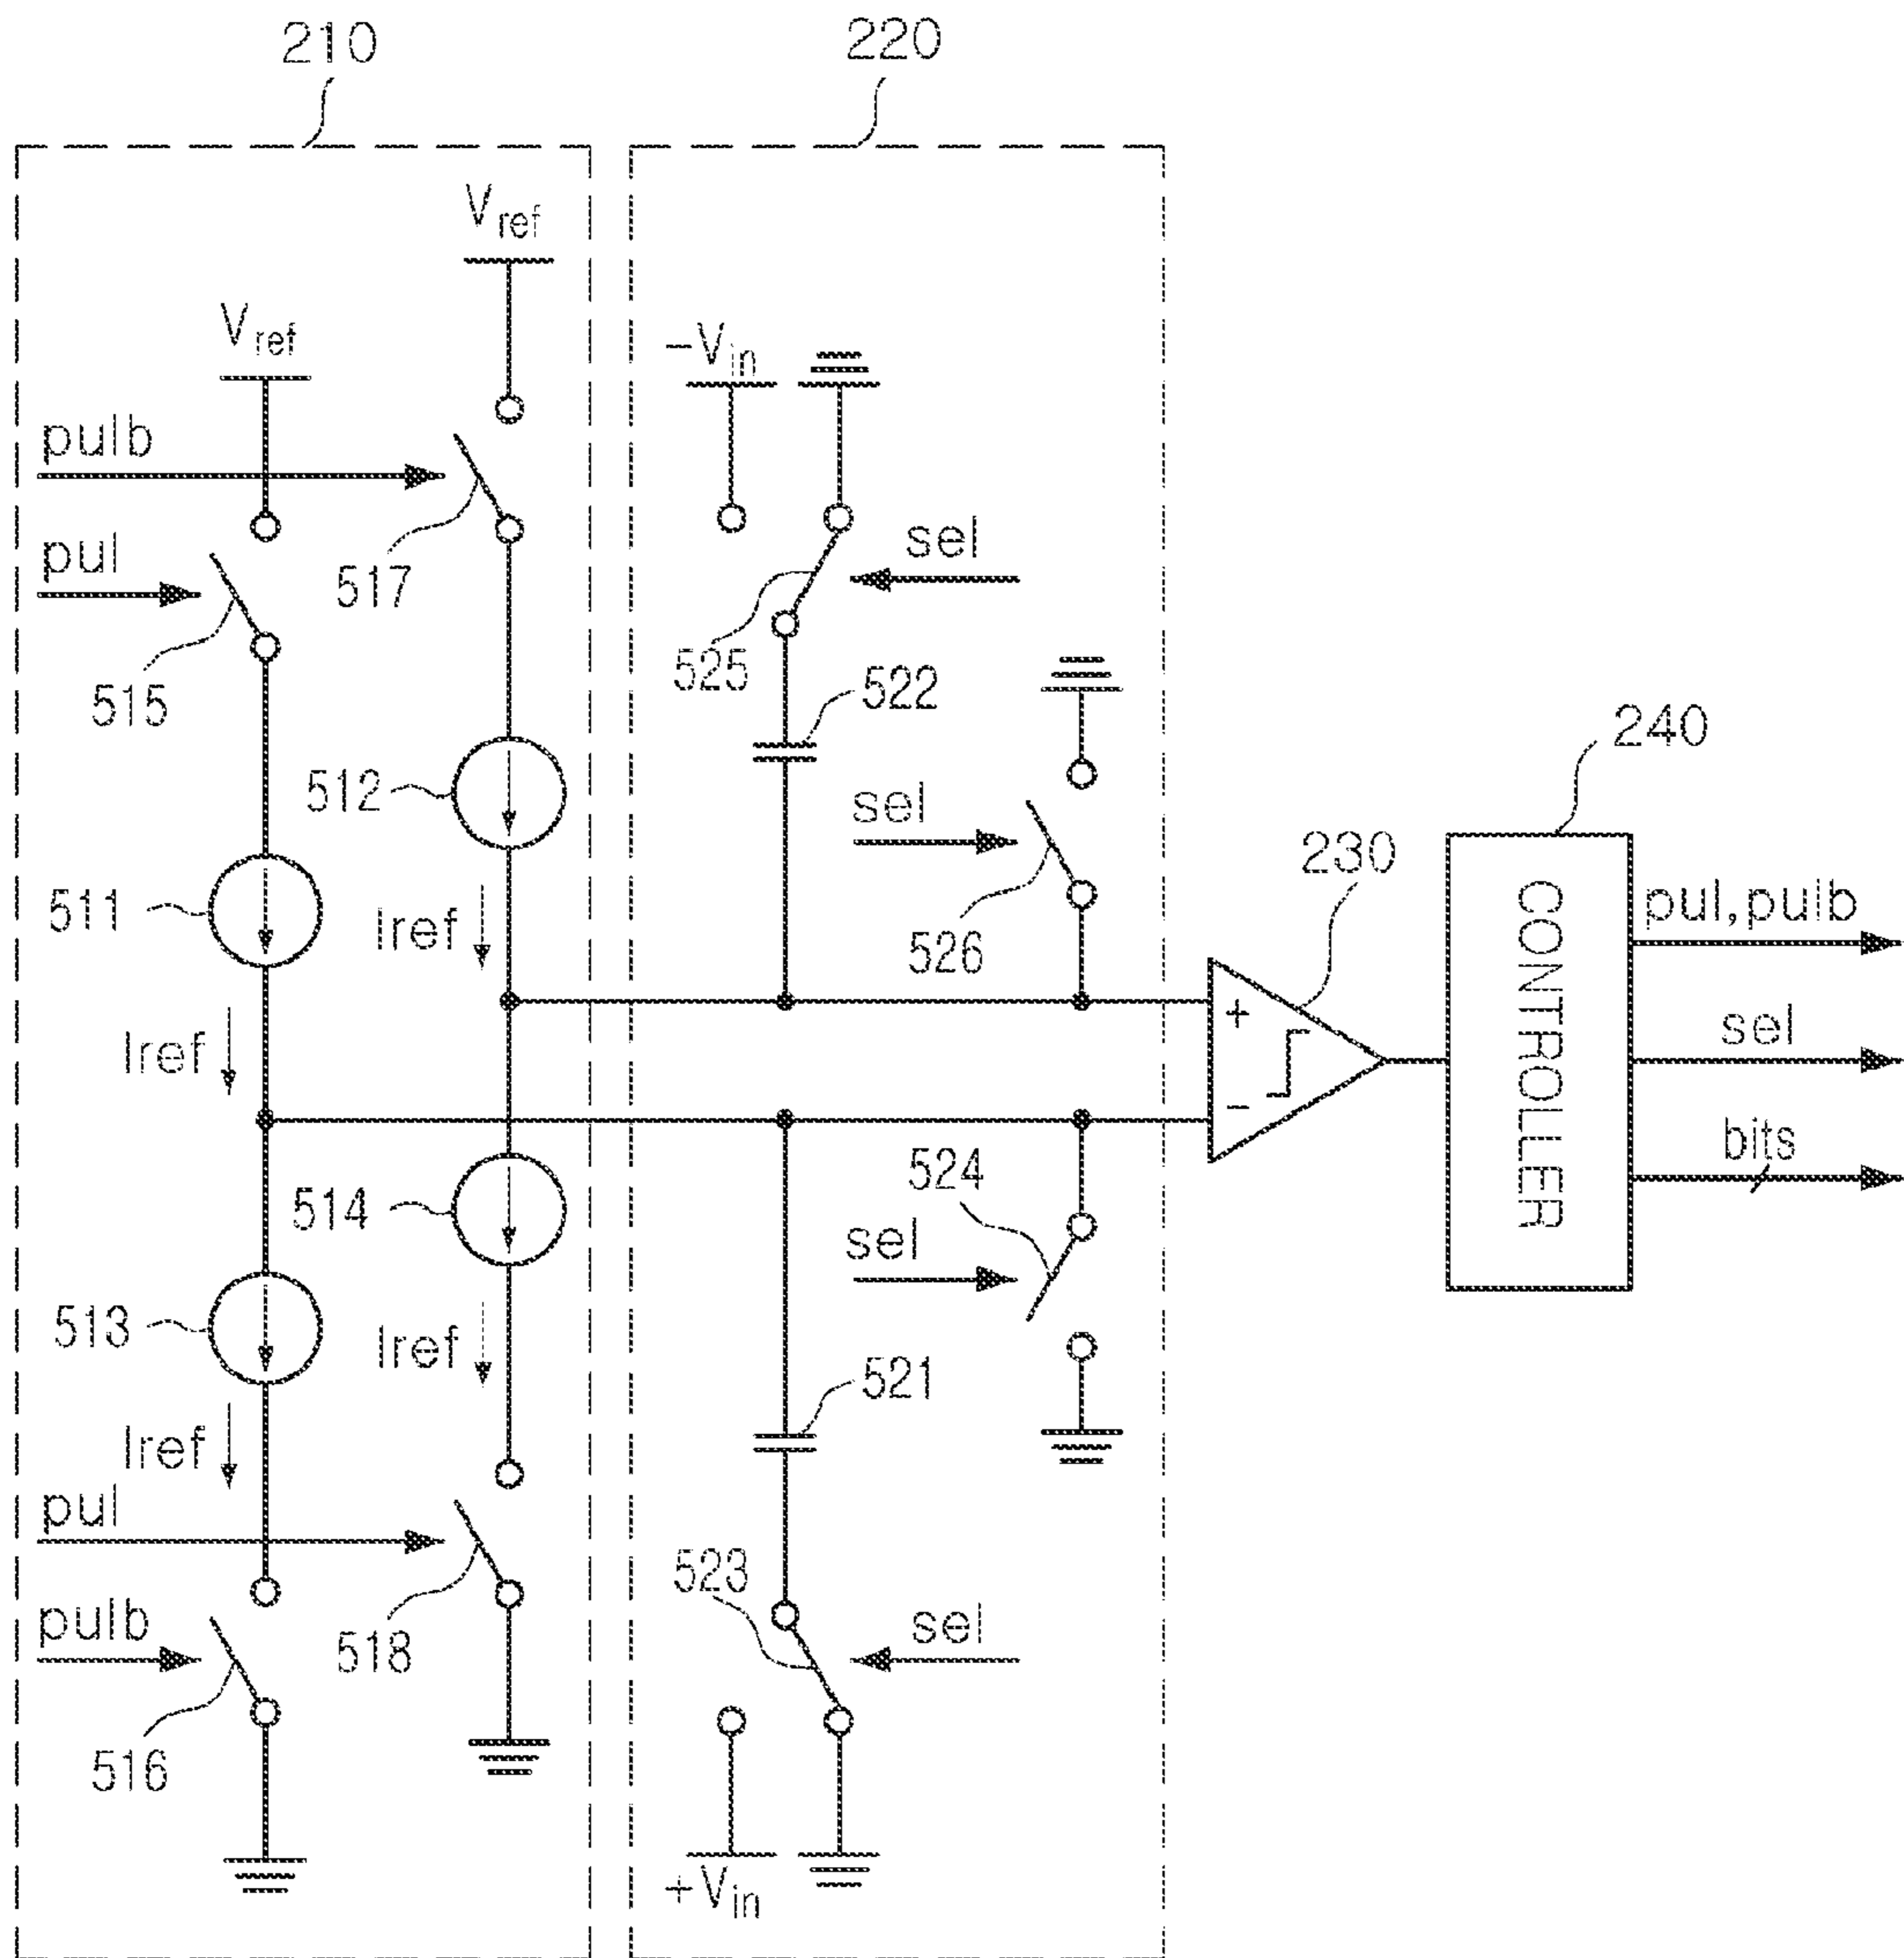 210
220
Vref
Vref
-Vin
pulb
pul
517
sel
515
525
522
240
512
sel
230
511
Iref
526
pul,pulb
Iref
+
CONTROLLER
sel
-
524
bits
514
sel
513
Iref
521
Iref
pul
523
pulb
518
sel
516
+Vin